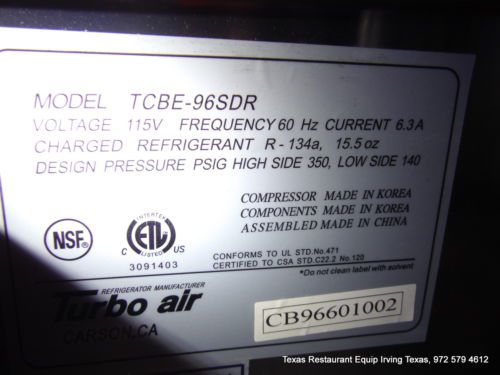 MODEL TCBE-96SDR
VOLTAGE 115V FREQUENCY 60 Hz CURRENT 6.3 A
CHARGED REFRIGERANT R - 134a, 15.5 oz
DESIGN PRESSURE PSIG HIGH SIDE 350, LOW SIDE 140
COMPRESSOR MADE IN KOREA
COMPONENTS MADE IN KOREA
ASSEMBLED MADE IN CHINA
NSF®
INTERTEK
C ETL US
LISTED
3091403
CONFORMS TO UL STD.No.471
CERTIFIED TO CSA STD.C22.2 No.120
*Do not clean label with solvent
REFRIGERATOR MANUFACTURER
Turbo air
CARSON,CA
CB96601002
Texas Restaurant Equip Irving Texas, 972 579 4612